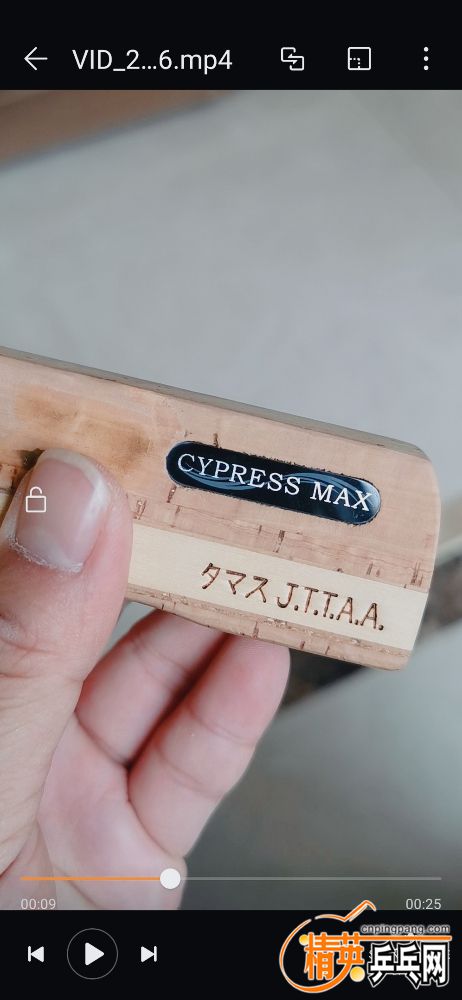 VID_2...6.mp4
CYPRESS MAX
タマス J.T.T.A.A.
00:09
00:25
cnpingpang.com
精英乒乓网